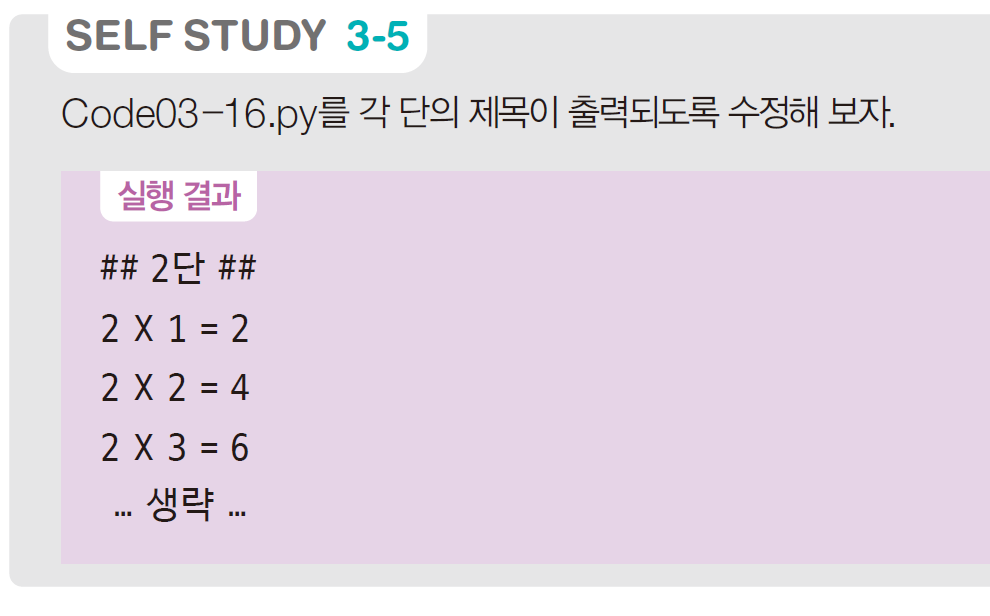 SELF STUDY 3-5
Code03-16.py를 각 단의 제목이 출력되도록 수정해 보자.
실행 결과
## 2단 ##
2 X 1 = 2
2 X 2 = 4
2 X 3 = 6
… 생략 …